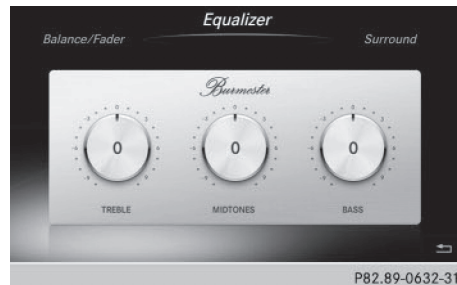 Equalizer
Balance/Fader
Surround
Burmester
0 0 0
TREBLE MIDTONES BASS
P82.89-0632-31